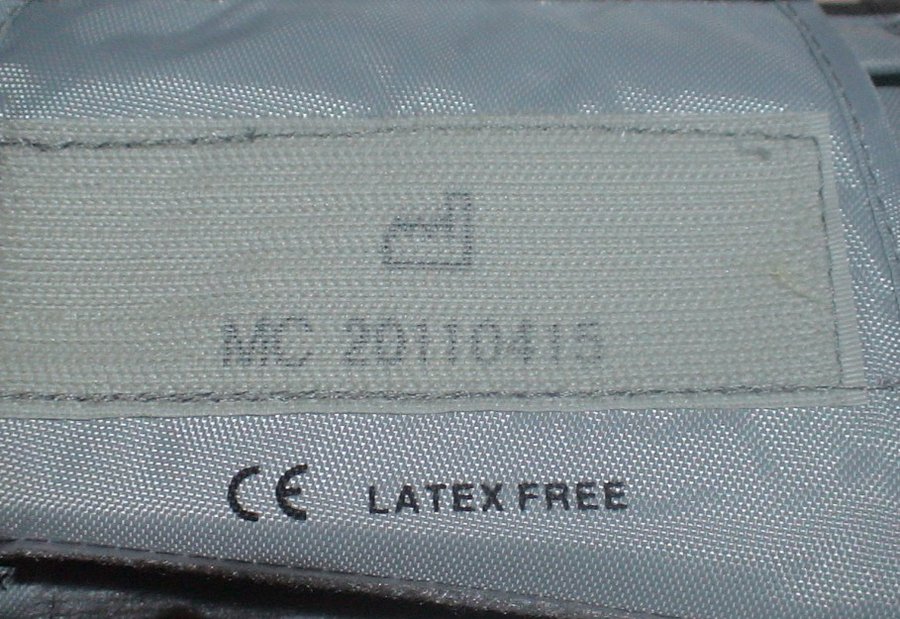 MC 20110415
CE LATEX FREE